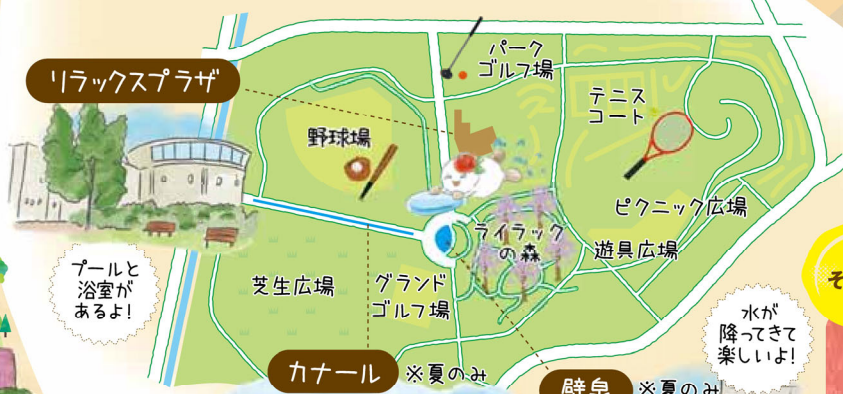 パーク
ゴルフ場
リラックスプラザ
テニス
コート
野球場
ピクニック広場
ライラック
の森
遊具広場
芝生広場
グランド
ゴルフ場
プールと
浴室が
あるよ!
水が
降ってきて
楽しいよ!
そ
カナール ※夏のみ
壁泉 ※夏のみ